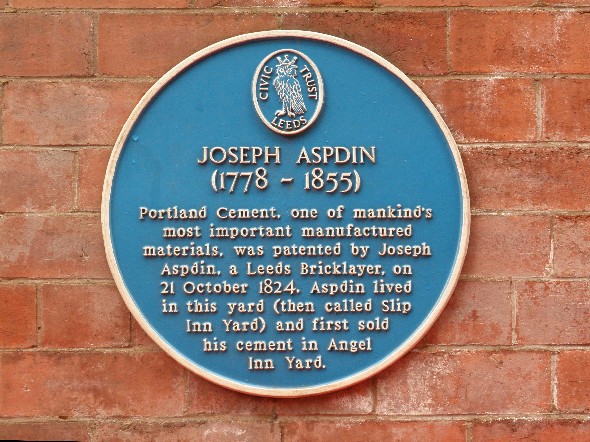 CIVIC TRUST
LEEDS
JOSEPH ASPDIN
(1778 - 1855)
Portland Cement, one of mankind's
most important manufactured
materials, was patented by Joseph
Aspdin, a Leeds Bricklayer, on
21 October 1824. Aspdin lived
in this yard (then called Slip
Inn Yard) and first sold
his cement in Angel
Inn Yard.